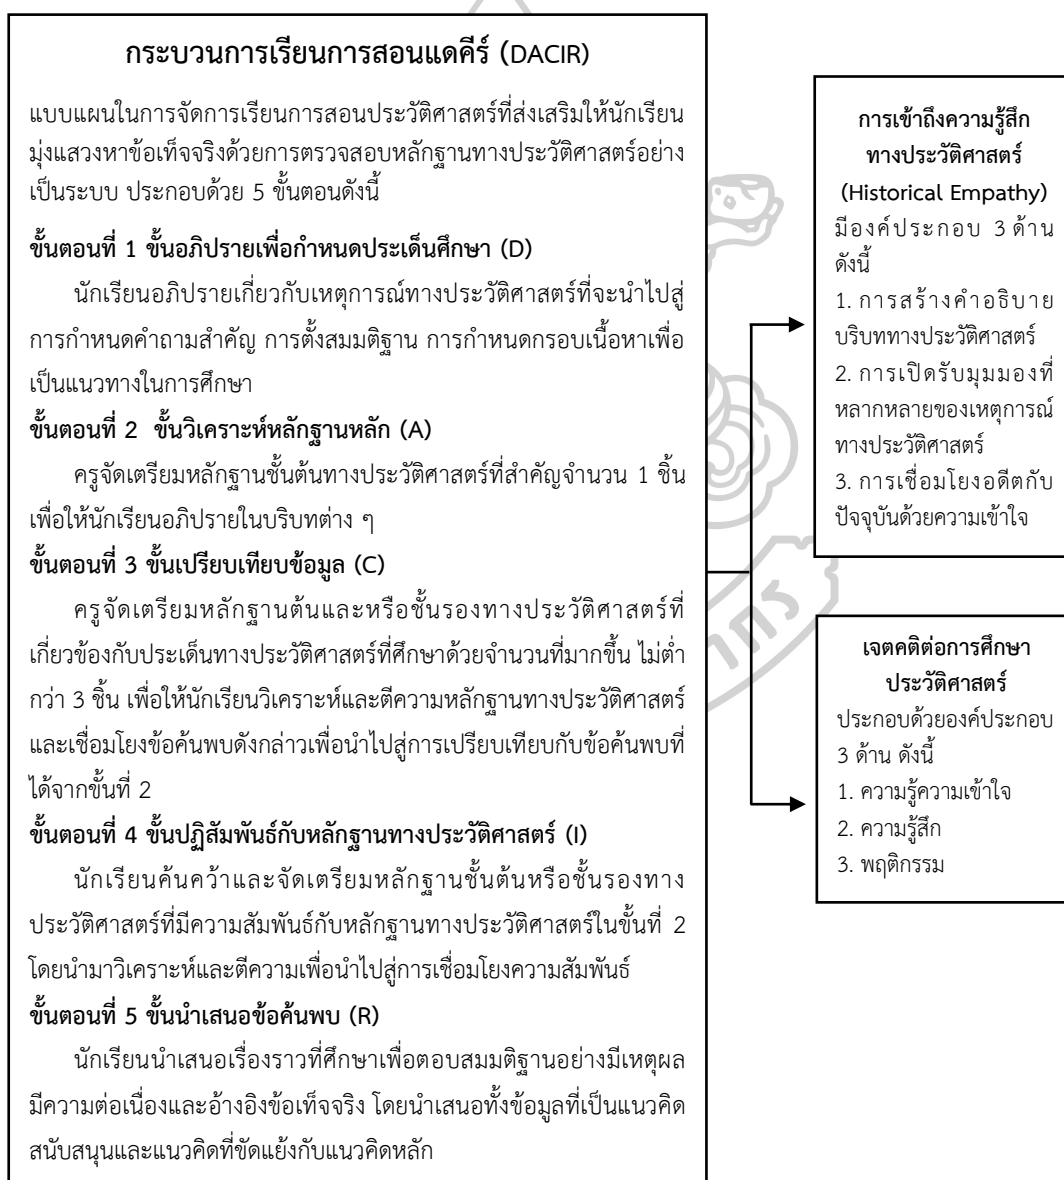 กระบวนการเรียนการสอนแดคีร์ (DACIR)
แบบแผนในการจัดการเรียนการสอนประวัติศาสตร์ที่ส่งเสริมให้นักเรียน
มุ่งแสวงหาข้อเท็จจริงด้วยการตรวจสอบหลักฐานทางประวัติศาสตร์อย่าง
เป็นระบบ ประกอบด้วย 5 ขั้นตอนดังนี้
ขั้นตอนที่ 1 ขั้นอภิปรายเพื่อกำหนดประเด็นศึกษา (D)
นักเรียนอภิปรายเกี่ยวกับเหตุการณ์ทางประวัติศาสตร์ที่จะนำไปสู่
การกำหนดคำถามสำคัญ การตั้งสมมติฐาน การกำหนดกรอบเนื้อหาเพื่อ
เป็นแนวทางในการศึกษา
ขั้นตอนที่ 2 ขั้นวิเคราะห์หลักฐานหลัก (A)
ครูจัดเตรียมหลักฐานชั้นต้นทางประวัติศาสตร์ที่สำคัญจำนวน 1 ชิ้น
เพื่อให้นักเรียนอภิปรายในบริบทต่าง ๆ
ขั้นตอนที่ 3 ขั้นเปรียบเทียบข้อมูล (C)
ครูจัดเตรียมหลักฐานต้นและหรือชั้นรองทางประวัติศาสตร์ที่
เกี่ยวข้องกับประเด็นทางประวัติศาสตร์ที่ศึกษาด้วยจำนวนที่มากขึ้น ไม่ต่ำ
กว่า 3 ชิ้น เพื่อให้นักเรียนวิเคราะห์และตีความหลักฐานทางประวัติศาสตร์
และเชื่อมโยงข้อค้นพบดังกล่าวเพื่อนำไปสู่การเปรียบเทียบกับข้อค้นพบที่
ได้จากขั้นที่ 2
ขั้นตอนที่ 4 ขั้นปฏิสัมพันธ์กับหลักฐานทางประวัติศาสตร์ (I)
นักเรียนค้นคว้าและจัดเตรียมหลักฐานชั้นต้นหรือชั้นรองทาง
ประวัติศาสตร์ที่มีความสัมพันธ์กับหลักฐานทางประวัติศาสตร์ในขั้นที่ 2
โดยนำมาวิเคราะห์และตีความเพื่อนำไปสู่การเชื่อมโยงความสัมพันธ์
ขั้นตอนที่ 5 ขั้นนำเสนอข้อค้นพบ (R)
นักเรียนนำเสนอเรื่องราวที่ศึกษาเพื่อตอบสมมติฐานอย่างมีเหตุผล
มีความต่อเนื่องและอ้างอิงข้อเท็จจริง โดยนำเสนอทั้งข้อมูลที่เป็นแนวคิด
สนับสนุนและแนวคิดที่ขัดแย้งกับแนวคิดหลัก
การเข้าถึงความรู้สึก
ทางประวัติศาสตร์
(Historical Empathy)
มีองค์ประกอบ 3 ด้าน
ดังนี้
1. การสร้างคำอธิบาย
บริบททางประวัติศาสตร์
2. การเปิดรับมุมมองที่
หลากหลายของเหตุการณ์
ทางประวัติศาสตร์
3. การเชื่อมโยงอดีตกับ
ปัจจุบันด้วยความเข้าใจ
เจตคติต่อการศึกษา
ประวัติศาสตร์
ประกอบด้วยองค์ประกอบ
3 ด้าน ดังนี้
1. ความรู้ความเข้าใจ
2. ความรู้สึก
3. พฤติกรรม